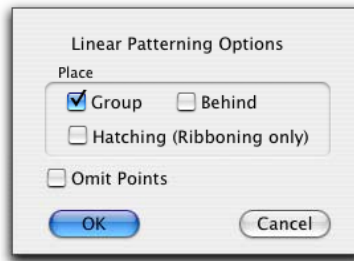 Linear Patterning Options
Place
Group Behind
Hatching (Ribboning only)
Omit Points
OK Cancel